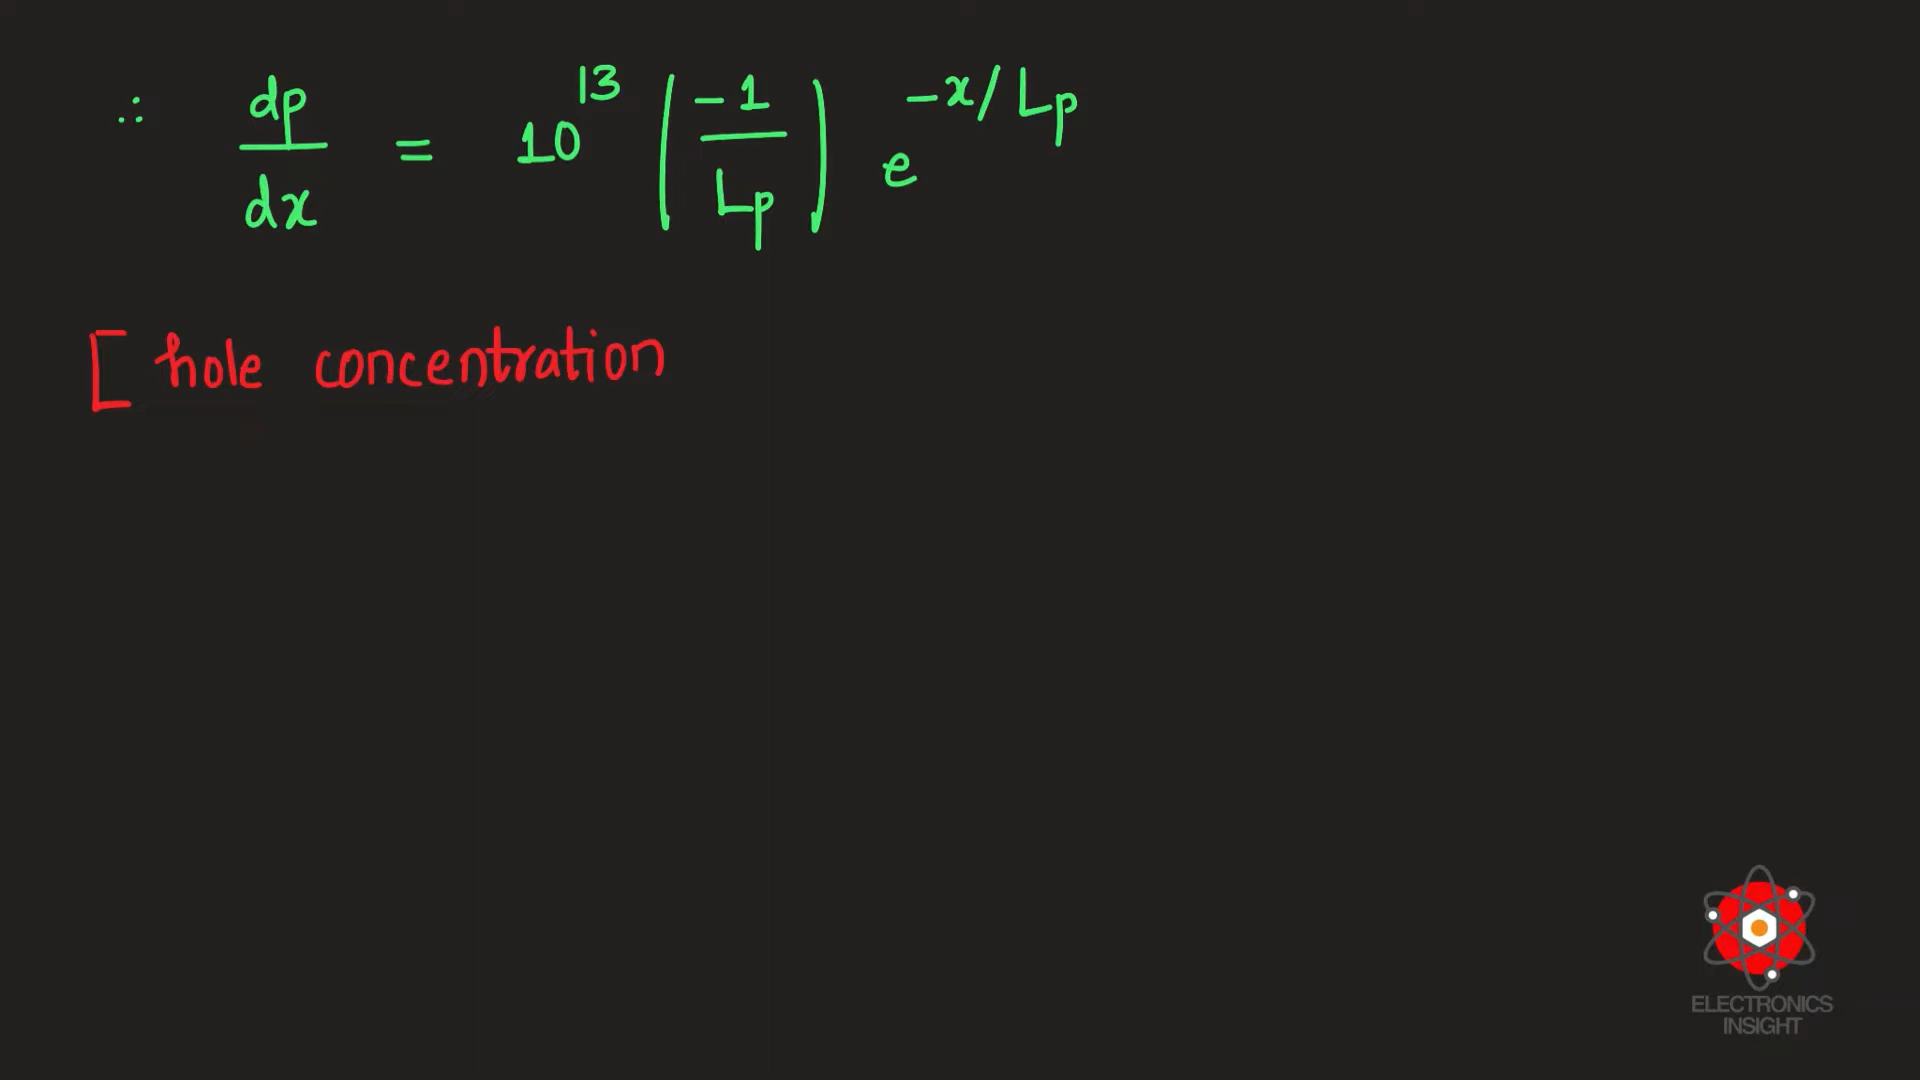 ∴ dp/dx = 10^13 (-1/Lp) e^(-x/Lp)
[ hole concentration
ELECTRONICS
INSIGHT